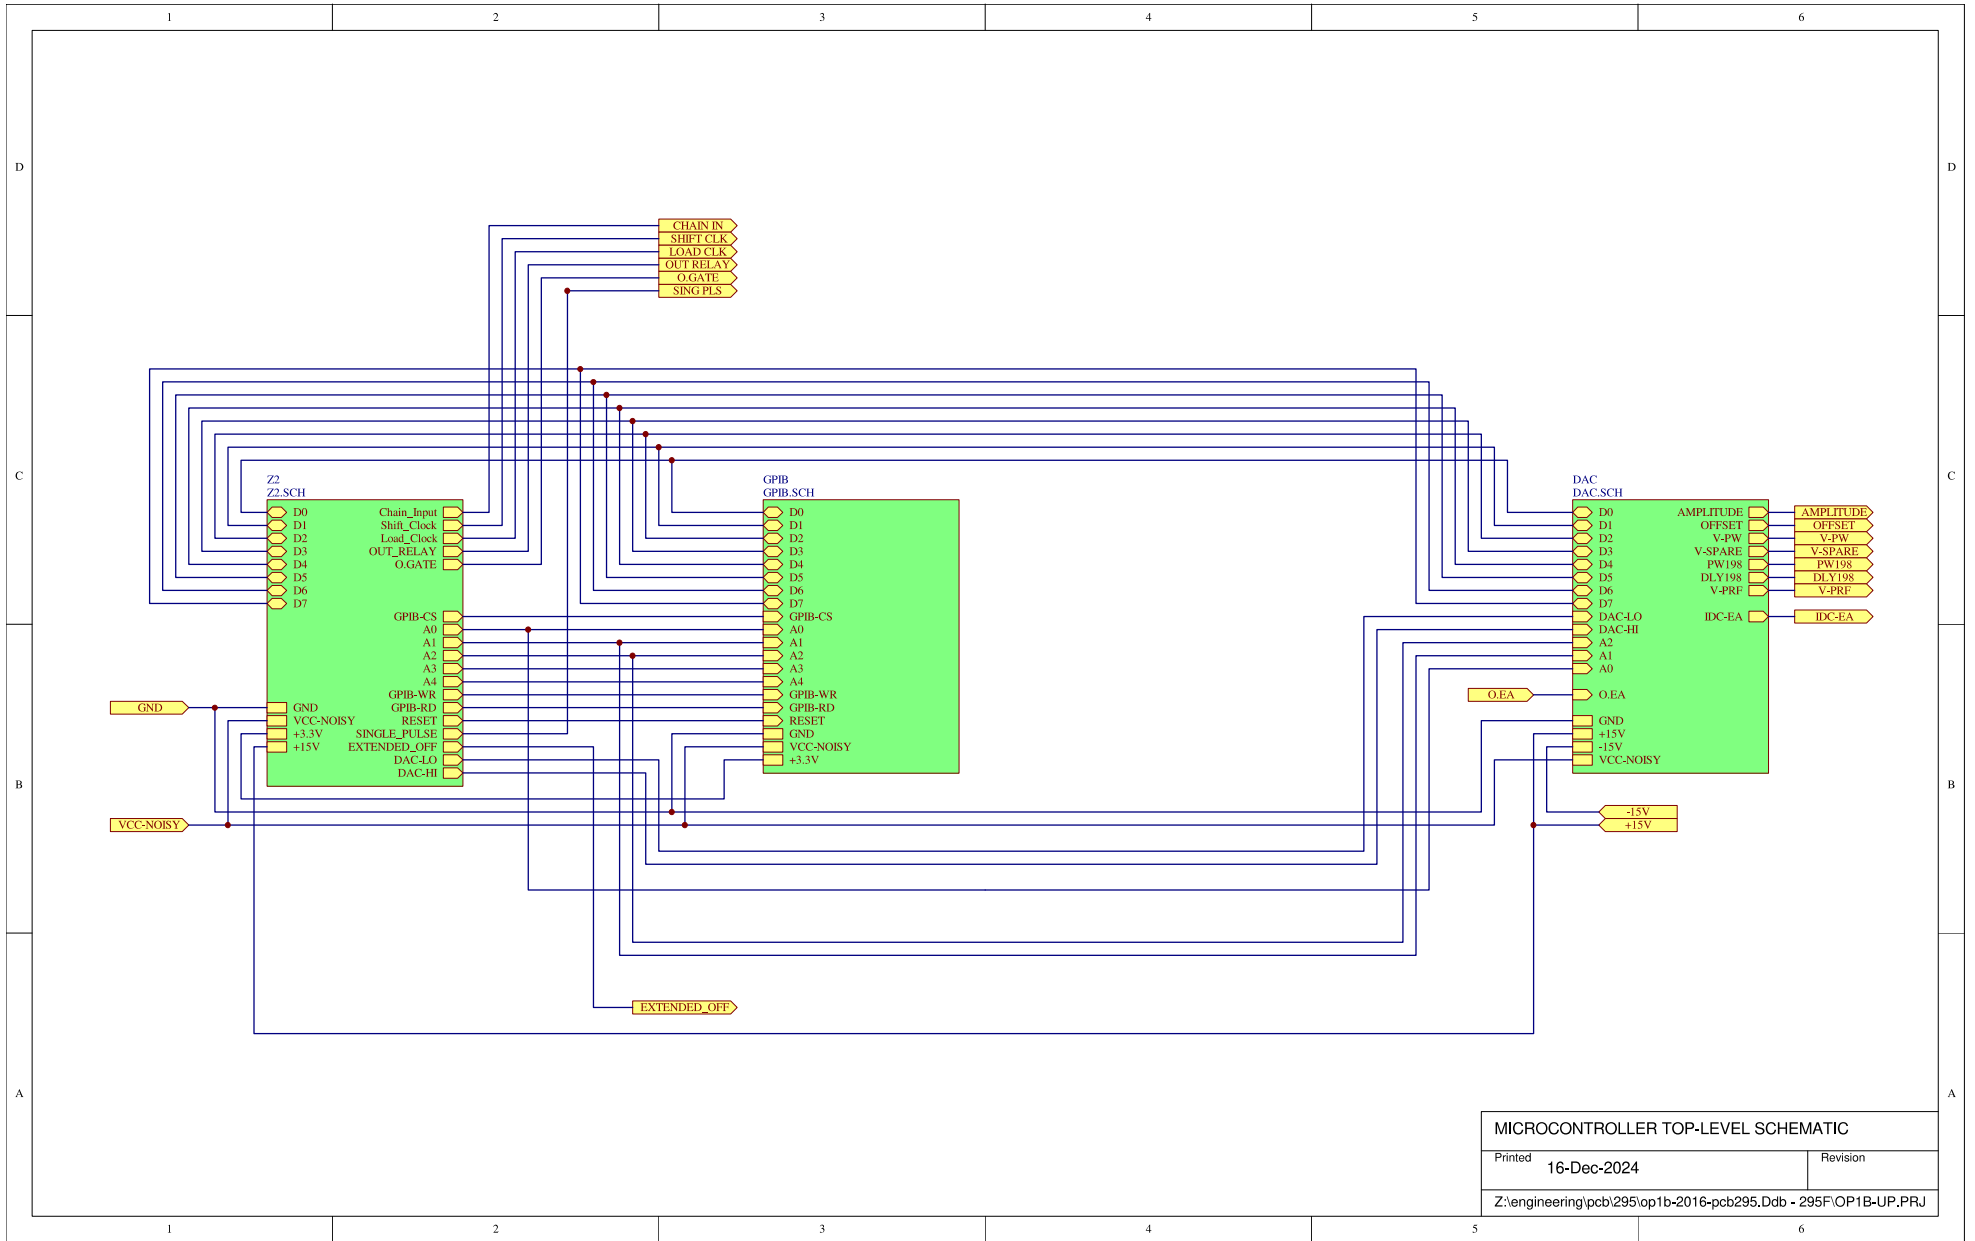 1 2 3 4 5 6
D D
CHAIN IN
SHIFT CLK
LOAD CLK
OUT RELAY
O.GATE
SING PLS
C C
Z2
Z2.SCH
D0 Chain_Input
D1 Shift_Clock
D2 Load_Clock
D3 OUT_RELAY
D4 O.GATE
D5
D6
D7
GPIB-CS
A0
A1
A2
A3
A4
GPIB-WR
GND GPIB-RD
VCC-NOISY RESET
+3.3V SINGLE_PULSE
+15V EXTENDED_OFF
DAC-LO
DAC-HI
GND
VCC-NOISY
GPIB
GPIB.SCH
D0
D1
D2
D3
D4
D5
D6
D7
GPIB-CS
A0
A1
A2
A3
A4
GPIB-WR
GPIB-RD
RESET
GND
VCC-NOISY
+3.3V
DAC
DAC.SCH
D0 AMPLITUDE AMPLITUDE
D1 OFFSET OFFSET
D2 V-PW V-PW
D3 V-SPARE V-SPARE
D4 PW198 PW198
D5 DLY198 DLY198
D6 V-PRF V-PRF
D7
DAC-LO IDC-EA IDC-EA
DAC-HI
A2
A1
A0
O.EA O.EA
GND
+15V
-15V
VCC-NOISY
B B
-15V
+15V
EXTENDED_OFF
A A
MICROCONTROLLER TOP-LEVEL SCHEMATIC
Printed 16-Dec-2024 Revision
Z:\engineering\pcb\295\op1b-2016-pcb295.Ddb - 295F\OP1B-UP.PRJ
1 2 3 4 5 6